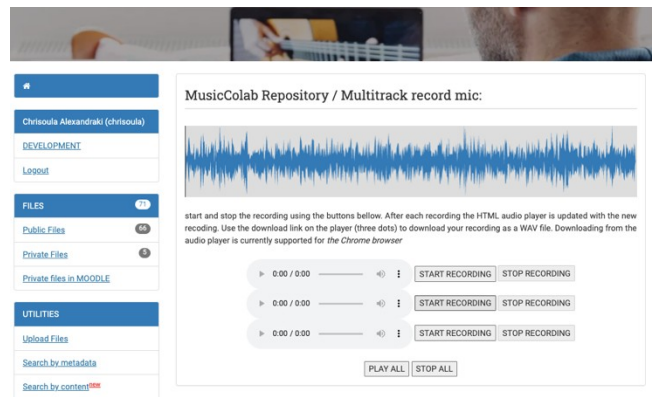 MusicColab Repository / Multitrack record mic:
Chrisoula Alexandraki (chrisoula)
DEVELOPMENT
Logout
FILES 71
Public Files 66
Private Files 5
Private files in MOODLE
UTILITIES
Upload Files
Search by metadata
Search by content new
start and stop the recording using the buttons bellow. After each recording the HTML audio player is updated with the new
recoding. Use the download link on the player (three dots) to download your recording as a WAV file. Downloading from the
audio player is currently supported for the Chrome browser
0:00 / 0:00 START RECORDING STOP RECORDING
0:00 / 0:00 START RECORDING STOP RECORDING
0:00 / 0:00 START RECORDING STOP RECORDING
PLAY ALL STOP ALL